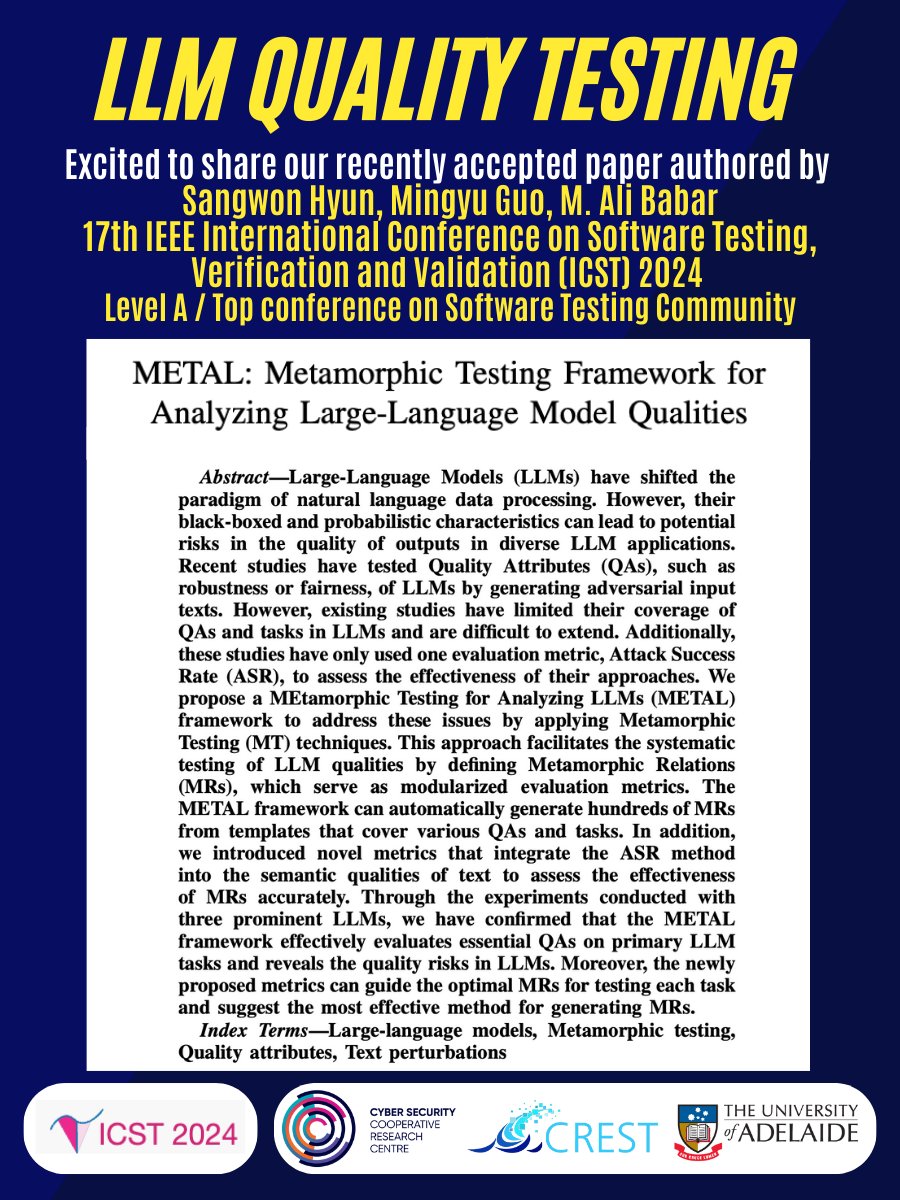 LLM QUALITY TESTING
Excited to share our recently accepted paper authored by
Sangwon Hyun, Mingyu Guo, M. Ali Babar
17th IEEE International Conference on Software Testing,
Verification and Validation (ICST) 2024
Level A / Top conference on Software Testing Community
METAL: Metamorphic Testing Framework for
Analyzing Large-Language Model Qualities
Abstract—Large-Language Models (LLMs) have shifted the
paradigm of natural language data processing. However, their
black-boxed and probabilistic characteristics can lead to potential
risks in the quality of outputs in diverse LLM applications.
Recent studies have tested Quality Attributes (QAs), such as
robustness or fairness, of LLMs by generating adversarial input
texts. However, existing studies have limited their coverage of
QAs and tasks in LLMs and are difficult to extend. Additionally,
these studies have only used one evaluation metric, Attack Success
Rate (ASR), to assess the effectiveness of their approaches. We
propose a MEtamorphic Testing for Analyzing LLMs (METAL)
framework to address these issues by applying Metamorphic
Testing (MT) techniques. This approach facilitates the systematic
testing of LLM qualities by defining Metamorphic Relations
(MRs), which serve as modularized evaluation metrics. The
METAL framework can automatically generate hundreds of MRs
from templates that cover various QAs and tasks. In addition,
we introduced novel metrics that integrate the ASR method
into the semantic qualities of text to assess the effectiveness
of MRs accurately. Through the experiments conducted with
three prominent LLMs, we have confirmed that the METAL
framework effectively evaluates essential QAs on primary LLM
tasks and reveals the quality risks in LLMs. Moreover, the newly
proposed metrics can guide the optimal MRs for testing each task
and suggest the most effective method for generating MRs.
Index Terms—Large-language models, Metamorphic testing,
Quality attributes, Text perturbations
ICST 2024
CYBER SECURITY
COOPERATIVE
RESEARCH
CENTRE
CREST
THE UNIVERSITY
of ADELAIDE